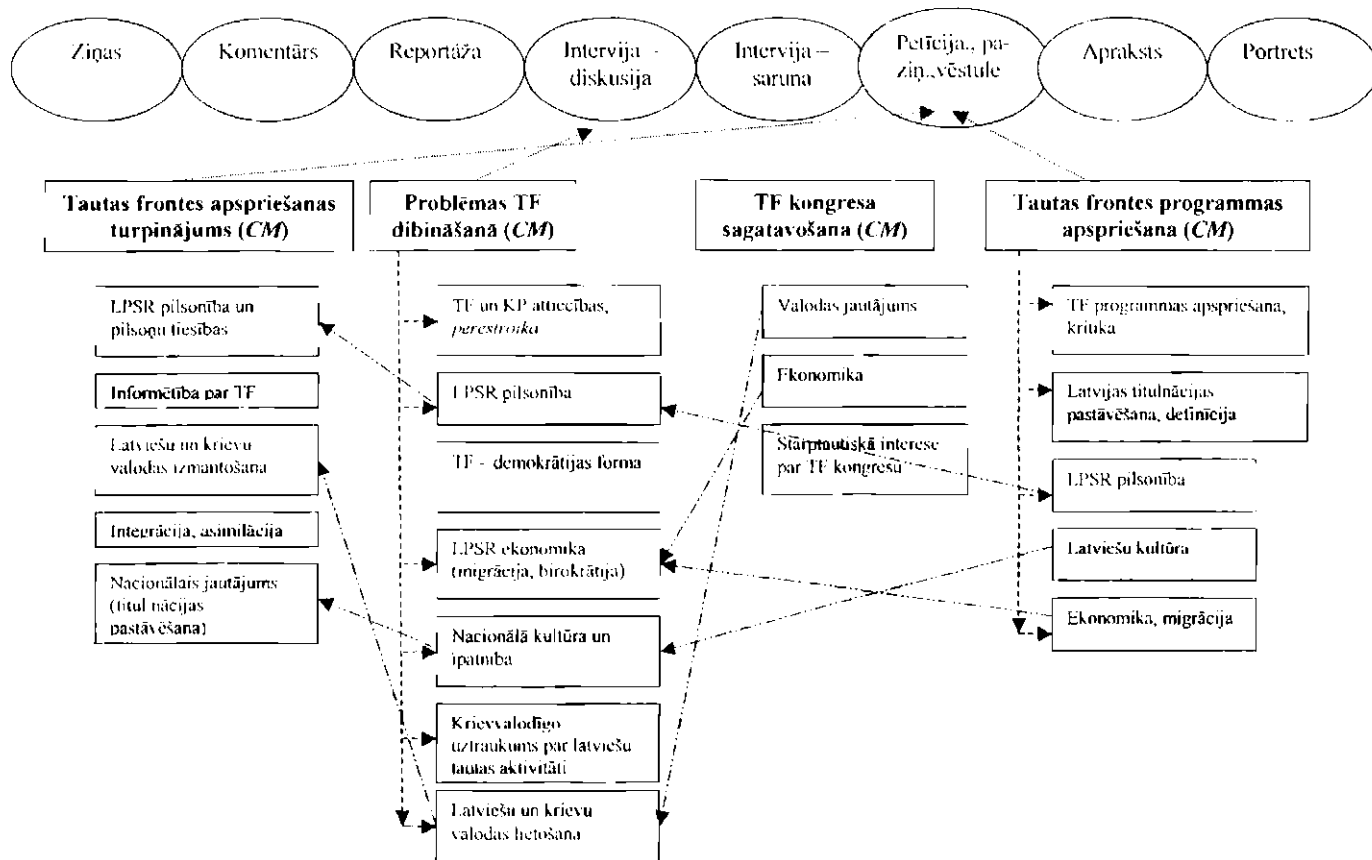 Ziņas
Komentārs
Reportāža
Intervija -
diskusija
Intervija –
saruna
Petīcija., pa-
ziņ.,vēstule
Apraksts
Portrets
Tautas frontes apspriešanas
turpinājums (CM)
Problēmas TF
dibināšanā (CM)
TF kongresa
sagatavošana (CM)
Tautas frontes programmas
apspriešana (CM)
LPSR pilsonība un
pilsoņu tiesības
Informētība par TF
Latviešu un krievu
valodas izmantošana
Integrācija, asimilācija
Nacionālais jautājums
(titul nācijas
pastāvēšana)
TF un KP attiecības,
perestroika
LPSR pilsonība
TF - demokrātijas forma
LPSR ekonomika
(migrācija, birokrātija)
Nacionālā kultūra un
īpatnība
Krievvalodīgo
uztraukums par latviešu
tautas aktivitāti
Latviešu un krievu
valodas lietošana
Valodas jautājums
Ekonomika
Starptautiskā interese
par TF kongresu
TF programmas apspriešana,
kritika
Latvijas titulnācijas
pastāvēšana, definīcija
LPSR pilsonība
Latviešu kultūra
Ekonomika, migrācija